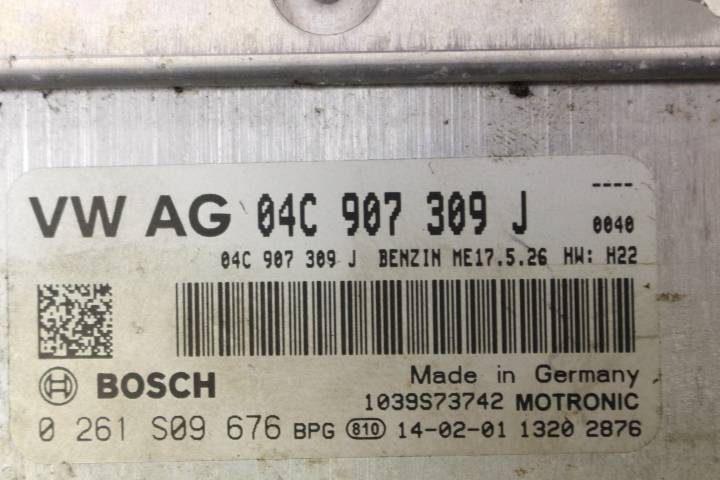 ----
VW AG 04C 907 309 J 0040
04C 907 309 J BENZIN ME17.5.26 HW: H22
BOSCH Made in Germany
1039S73742 MOTRONIC
0 261 S09 676 BPG 810 14-02-01 1320 2876